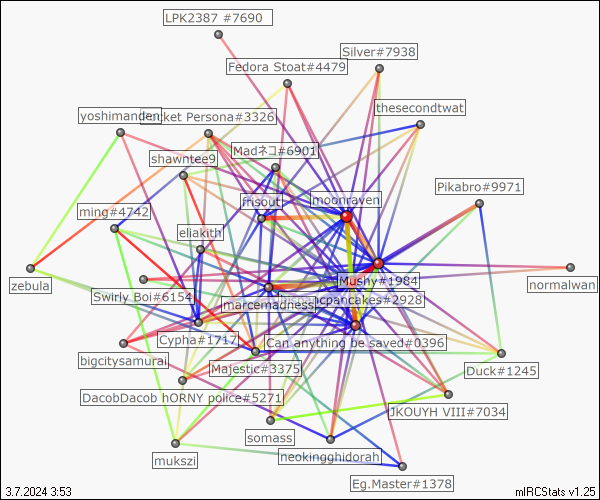 LPK2387 #7690
Silver#7938
Fedora Stoat#4479
thesecondtwat
yoshimanden
Pocket Persona#3326
Madネコ#6901
shawntee9
Pikabro#9971
frisout
moonraven
ming#4742
eliakith
zebula
Mushy#1984
normalwan
Swirly Boi#6154
marcemadness
pancakes#2928
Cypha#1717
Can anything be saved#0396
bigcitysamurai
Majestic#3375
Duck#1245
DacobDacob hORNY police#5271
JKOUYH VIII#7034
somass
mukszi
neokingghidorah
Eg.Master#1378
3.7.2024 3:53
mIRCStats v1.25